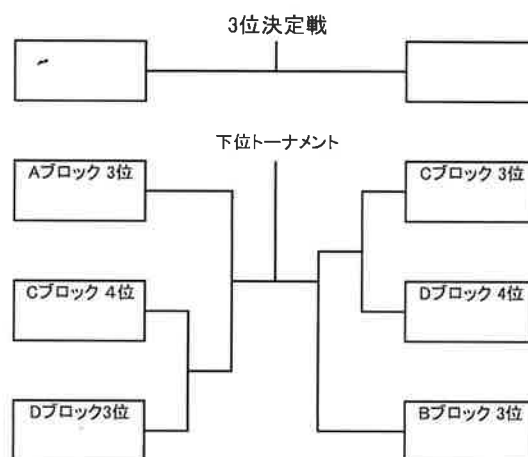 3位決定戦
下位トーナメント
Aブロック 3位
Cブロック 3位
Cブロック 4位
Dブロック 4位
Dブロック3位
Bブロック 3位